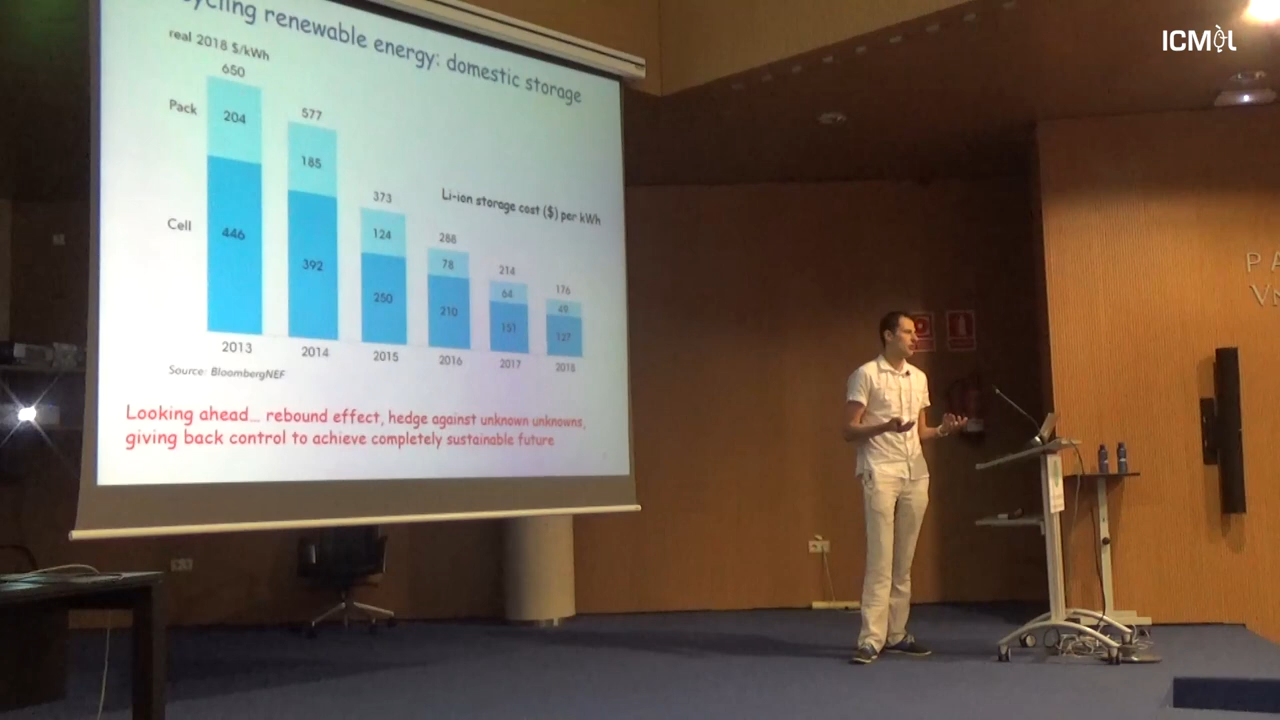 ycling renewable energy: domestic storage
real 2018 $/kWh
650
Pack
204
577
185
373
124
Li-ion storage cost ($) per kWh
288
78
214
64
176
49
Cell
446
392
250
210
151
127
2013
2014
2015
2016
2017
2018
Source: BloombergNEF
Looking ahead... rebound effect, hedge against unknown unknowns,
giving back control to achieve completely sustainable future
ICMOL
PA
VN